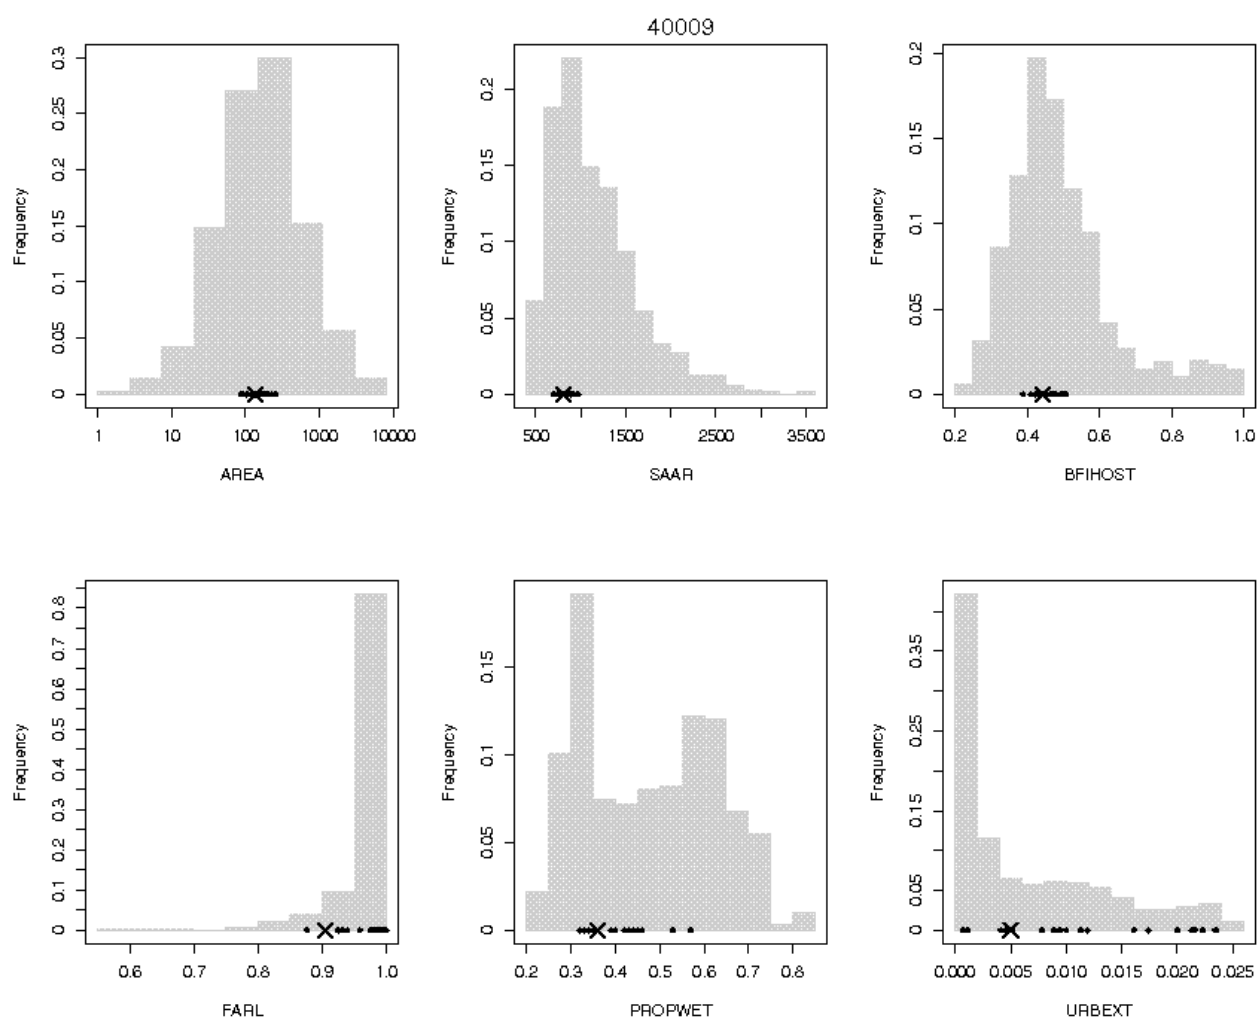 40009
Frequency
0.3
0.25
0.2
0.15
0.1
0.05
0
1 10 100 1000 10000
AREA
Frequency
0.2
0.15
0.1
0.05
0
500 1500 2500 3500
SAAR
Frequency
0.2
0.15
0.1
0.05
0
0.2 0.4 0.6 0.8 1.0
BFIHOST
Frequency
0.8
0.7
0.6
0.5
0.4
0.3
0.2
0.1
0
0.6 0.7 0.8 0.9 1.0
FARL
Frequency
0.15
0.1
0.05
0
0.2 0.3 0.4 0.5 0.6 0.7 0.8
PROPWET
Frequency
0.35
0.25
0.15
0.05
0
0.000 0.005 0.010 0.015 0.020 0.025
URBEXT